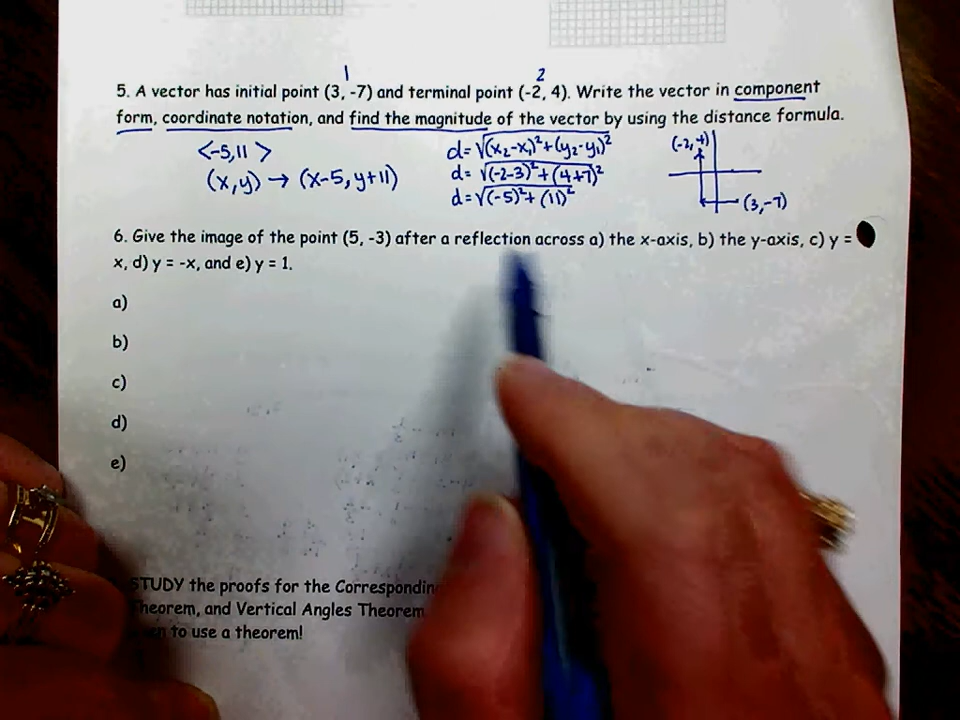 1 2
5. A vector has initial point (3, -7) and terminal point (-2, 4). Write the vector in component
form, coordinate notation, and find the magnitude of the vector by using the distance formula.
<-5,11 >
(x,y) → (x-5, y+11)
d= √(x₂-x₁)²+(y₂-y₁)²
d= √(-2-3)²+(4+7)²
d=√(-5)²+ (11)²
(-2,4)
(3,-7)
6. Give the image of the point (5, -3) after a reflection across a) the x-axis, b) the y-axis, c) y =
x, d) y = -x, and e) y = 1.
a)
b)
c)
d)
e)
STUDY the proofs for the
Theorem, and Vertical Angles Theorem
to use a theorem!